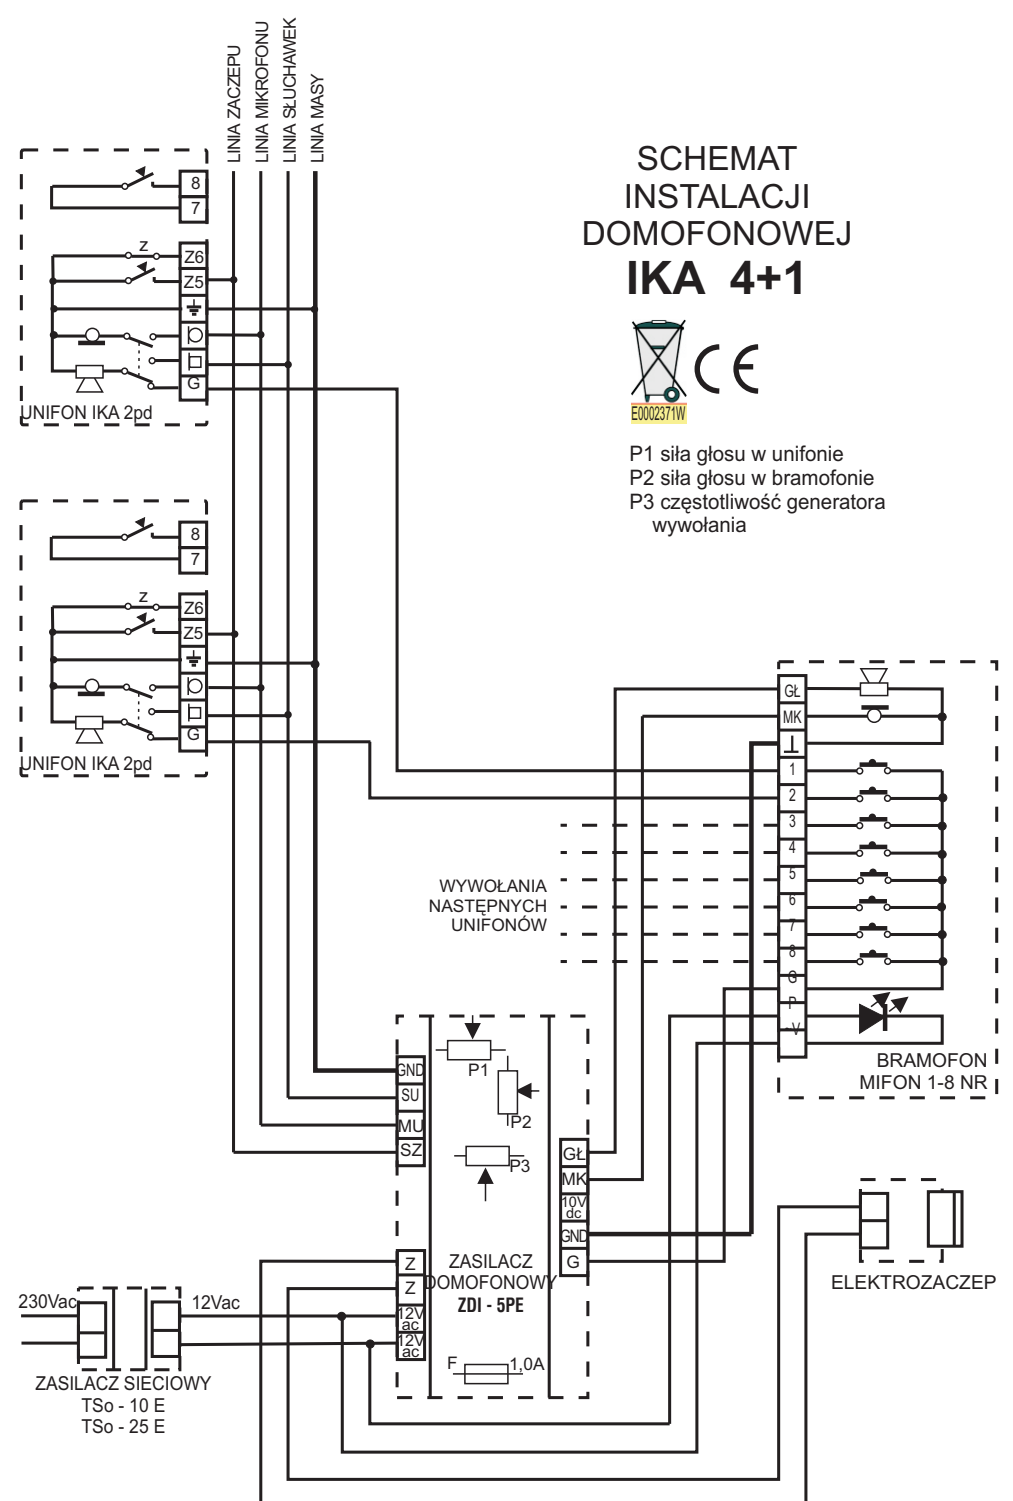 LINIA ZACZEPU
LINIA MIKROFONU
LINIA SŁUCHAWEK
LINIA MASY
SCHEMAT
INSTALACJI
DOMOFONOWEJ
IKA 4+1
CE
E0002371W
P1 siła głosu w unifonie
P2 siła głosu w bramofonie
P3 częstotliwość generatora
wywołania
8
7
Z
Z6
Z5
G
UNIFON IKA 2pd
8
7
Z
Z6
Z5
G
UNIFON IKA 2pd
GŁ
MK
1
2
3
4
5
6
7
8
G
P
~V
WYWOŁANIA
NASTĘPNYCH
UNIFONÓW
BRAMOFON
MIFON 1-8 NR
GND
SU
MU
SZ
P1
P2
P3
GŁ
MK
10V
dc
GND
G
Z
Z
12V
ac
12V
ac
ZASILACZ
DOMOFONOWY
ZDI - 5PE
F
1,0A
ELEKTROZACZEP
230Vac
12Vac
ZASILACZ SIECIOWY
TSo - 10 E
TSo - 25 E